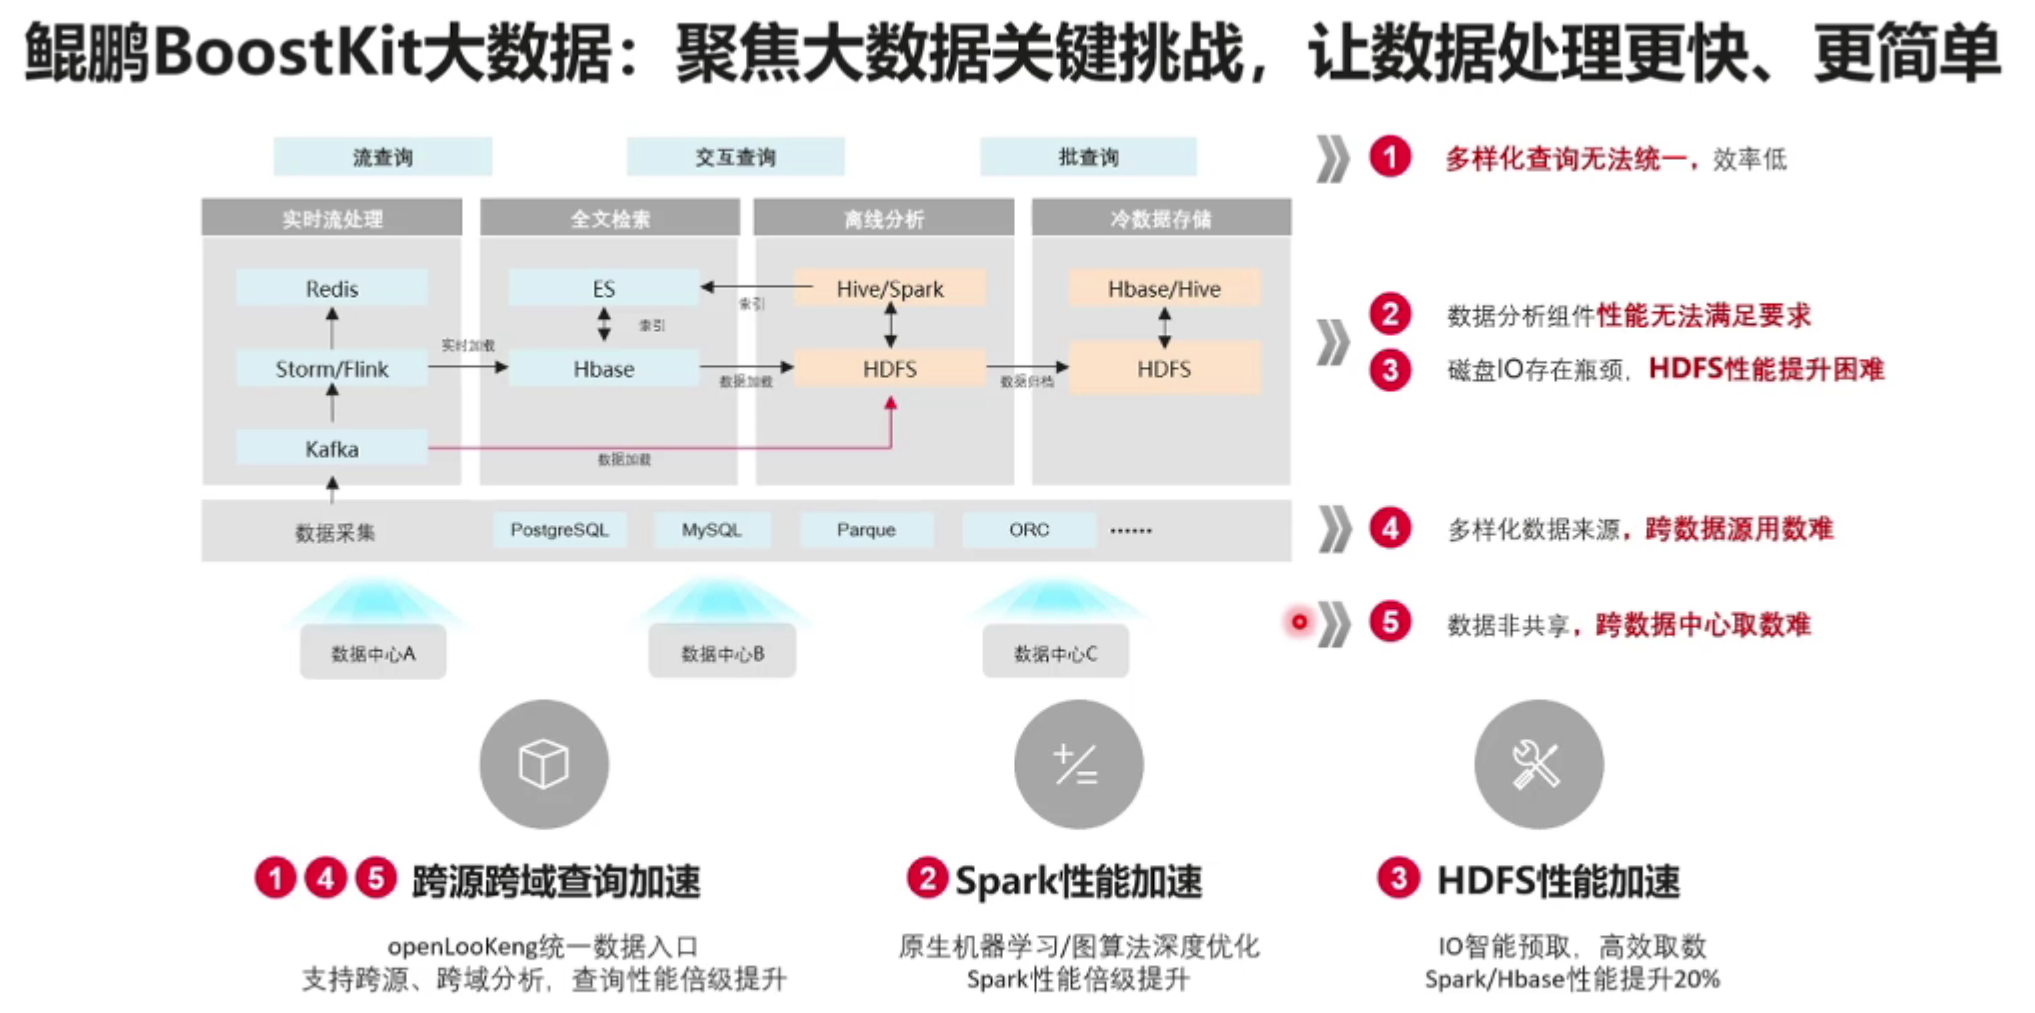 鲲鹏BoostKit大数据：聚焦大数据关键挑战，让数据处理更快、更简单
流查询
交互查询
批查询
1 多样化查询无法统一，效率低
实时流处理
全文检索
离线分析
冷数据存储
Redis
ES
索引
Hive/Spark
Hbase/Hive
索引
2 数据分析组件性能无法满足要求
实时加载
Storm/Flink
Hbase
数据加载
HDFS
数据归档
HDFS
3 磁盘IO存在瓶颈，HDFS性能提升困难
Kafka
数据加载
数据采集
PostgreSQL
MySQL
Parque
ORC
······
4 多样化数据来源，跨数据源用数难
5 数据非共享，跨数据中心取数难
数据中心A
数据中心B
数据中心C
1 4 5 跨源跨域查询加速
openLooKeng统一数据入口
支持跨源、跨域分析，查询性能倍级提升
2 Spark性能加速
原生机器学习/图算法深度优化
Spark性能倍级提升
3 HDFS性能加速
IO智能预取，高效取数
Spark/Hbase性能提升20%